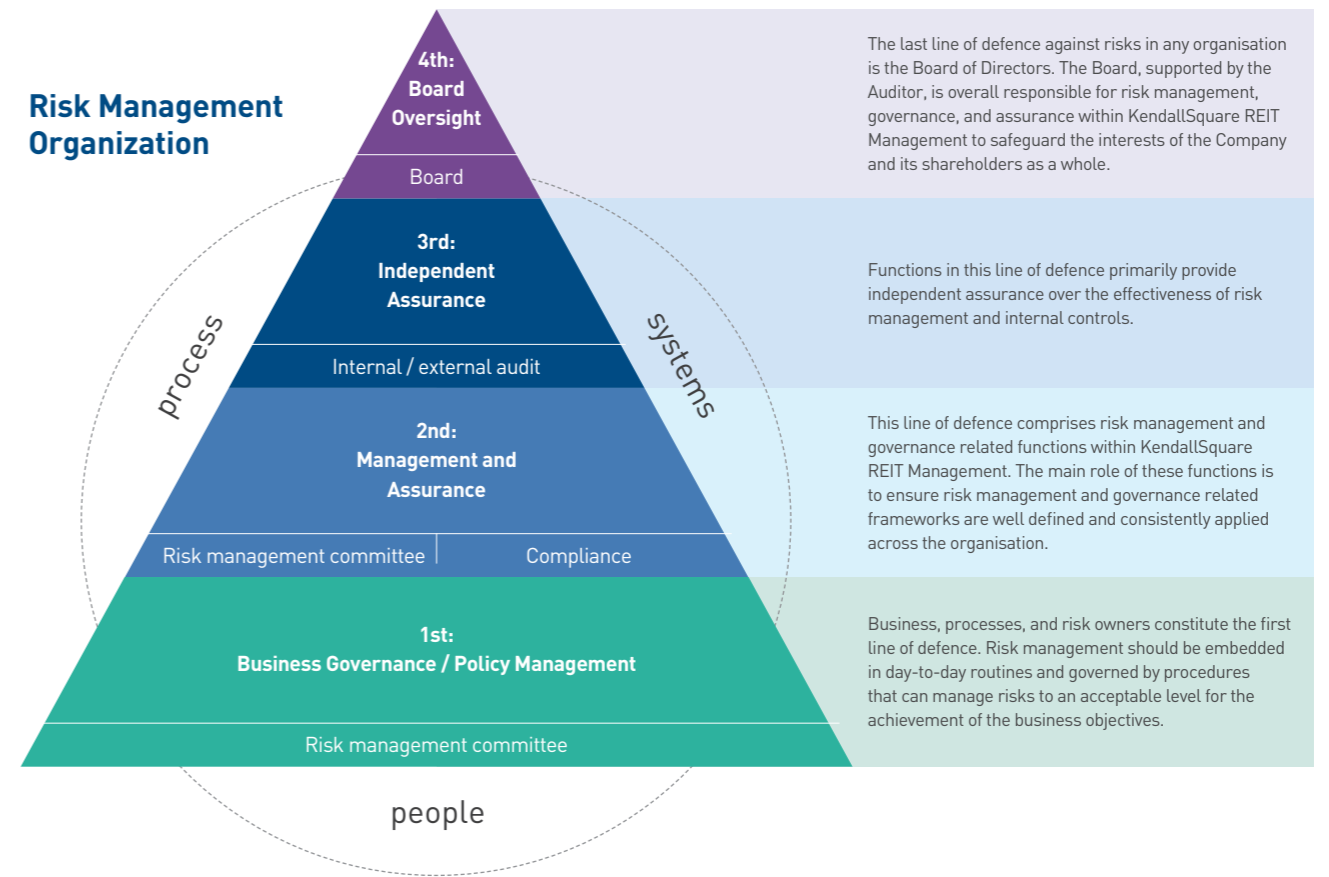 Risk Management
Organization
4th:
Board
Oversight
Board
The last line of defence against risks in any organisation
is the Board of Directors. The Board, supported by the
Auditor, is overall responsible for risk management,
governance, and assurance within KendallSquare REIT
Management to safeguard the interests of the Company
and its shareholders as a whole.
3rd:
Independent
Assurance
Internal / external audit
Functions in this line of defence primarily provide
independent assurance over the effectiveness of risk
management and internal controls.
process
systems
2nd:
Management and
Assurance
Risk management committee
Compliance
This line of defence comprises risk management and
governance related functions within KendallSquare
REIT Management. The main role of these functions is
to ensure risk management and governance related
frameworks are well defined and consistently applied
across the organisation.
1st:
Business Governance / Policy Management
Risk management committee
Business, processes, and risk owners constitute the first
line of defence. Risk management should be embedded
in day-to-day routines and governed by procedures
that can manage risks to an acceptable level for the
achievement of the business objectives.
people